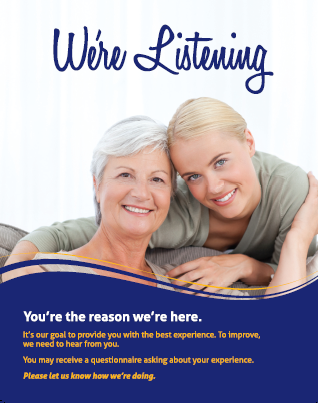 We're Listening
You're the reason we're here.
It's our goal to provide you with the best experience. To improve,
we need to hear from you.
You may receive a questionnaire asking about your experience.
Please let us know how we're doing.